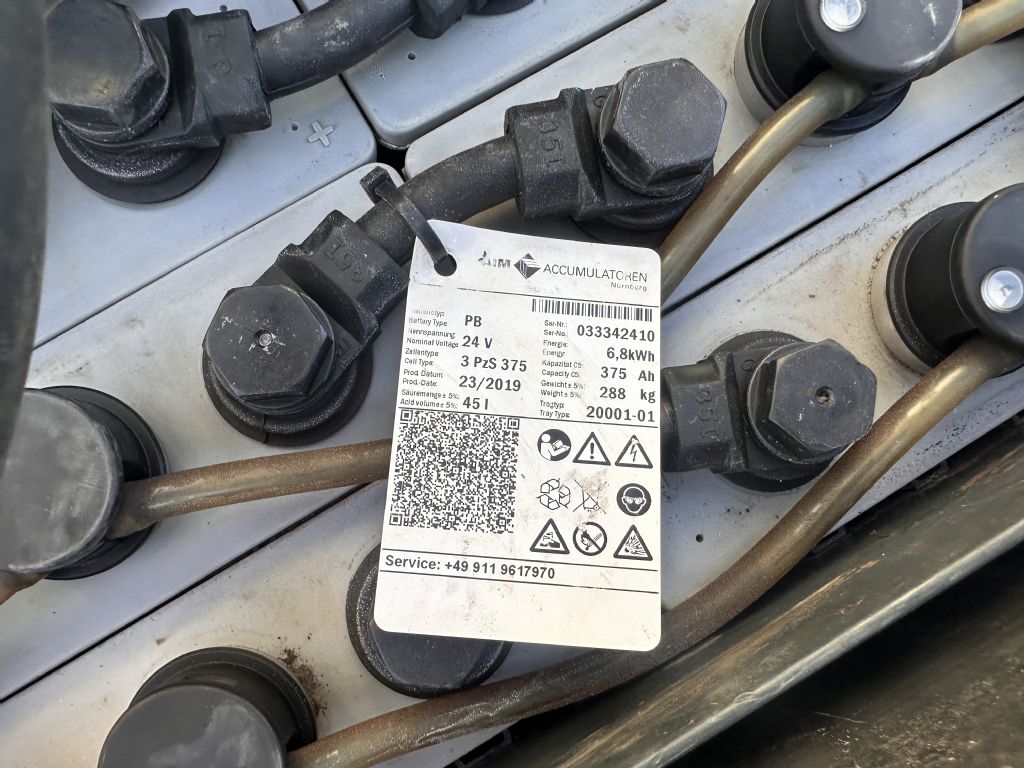 AIM ACCUMULATOREN
Nürnberg
Battery Type PB
Ser-Nr.:
Ser-No.: 033342410
Nennspannung
Nominal Voltage 24 V
Energie:
Energy: 6,8kWh
Zellentype
Cell Type: 3 PzS 375
Kapazität C5
Capacity C5: 375 Ah
Prod. Datum:
Prod.-Date: 23/2019
Gewicht ± 5%:
Weight ± 5%: 288 kg
Säuremenge ± 5%:
Acid volume ± 5%: 45 l
Trogtyp:
Tray Type: 20001-01
Service: +49 911 9617970
35T